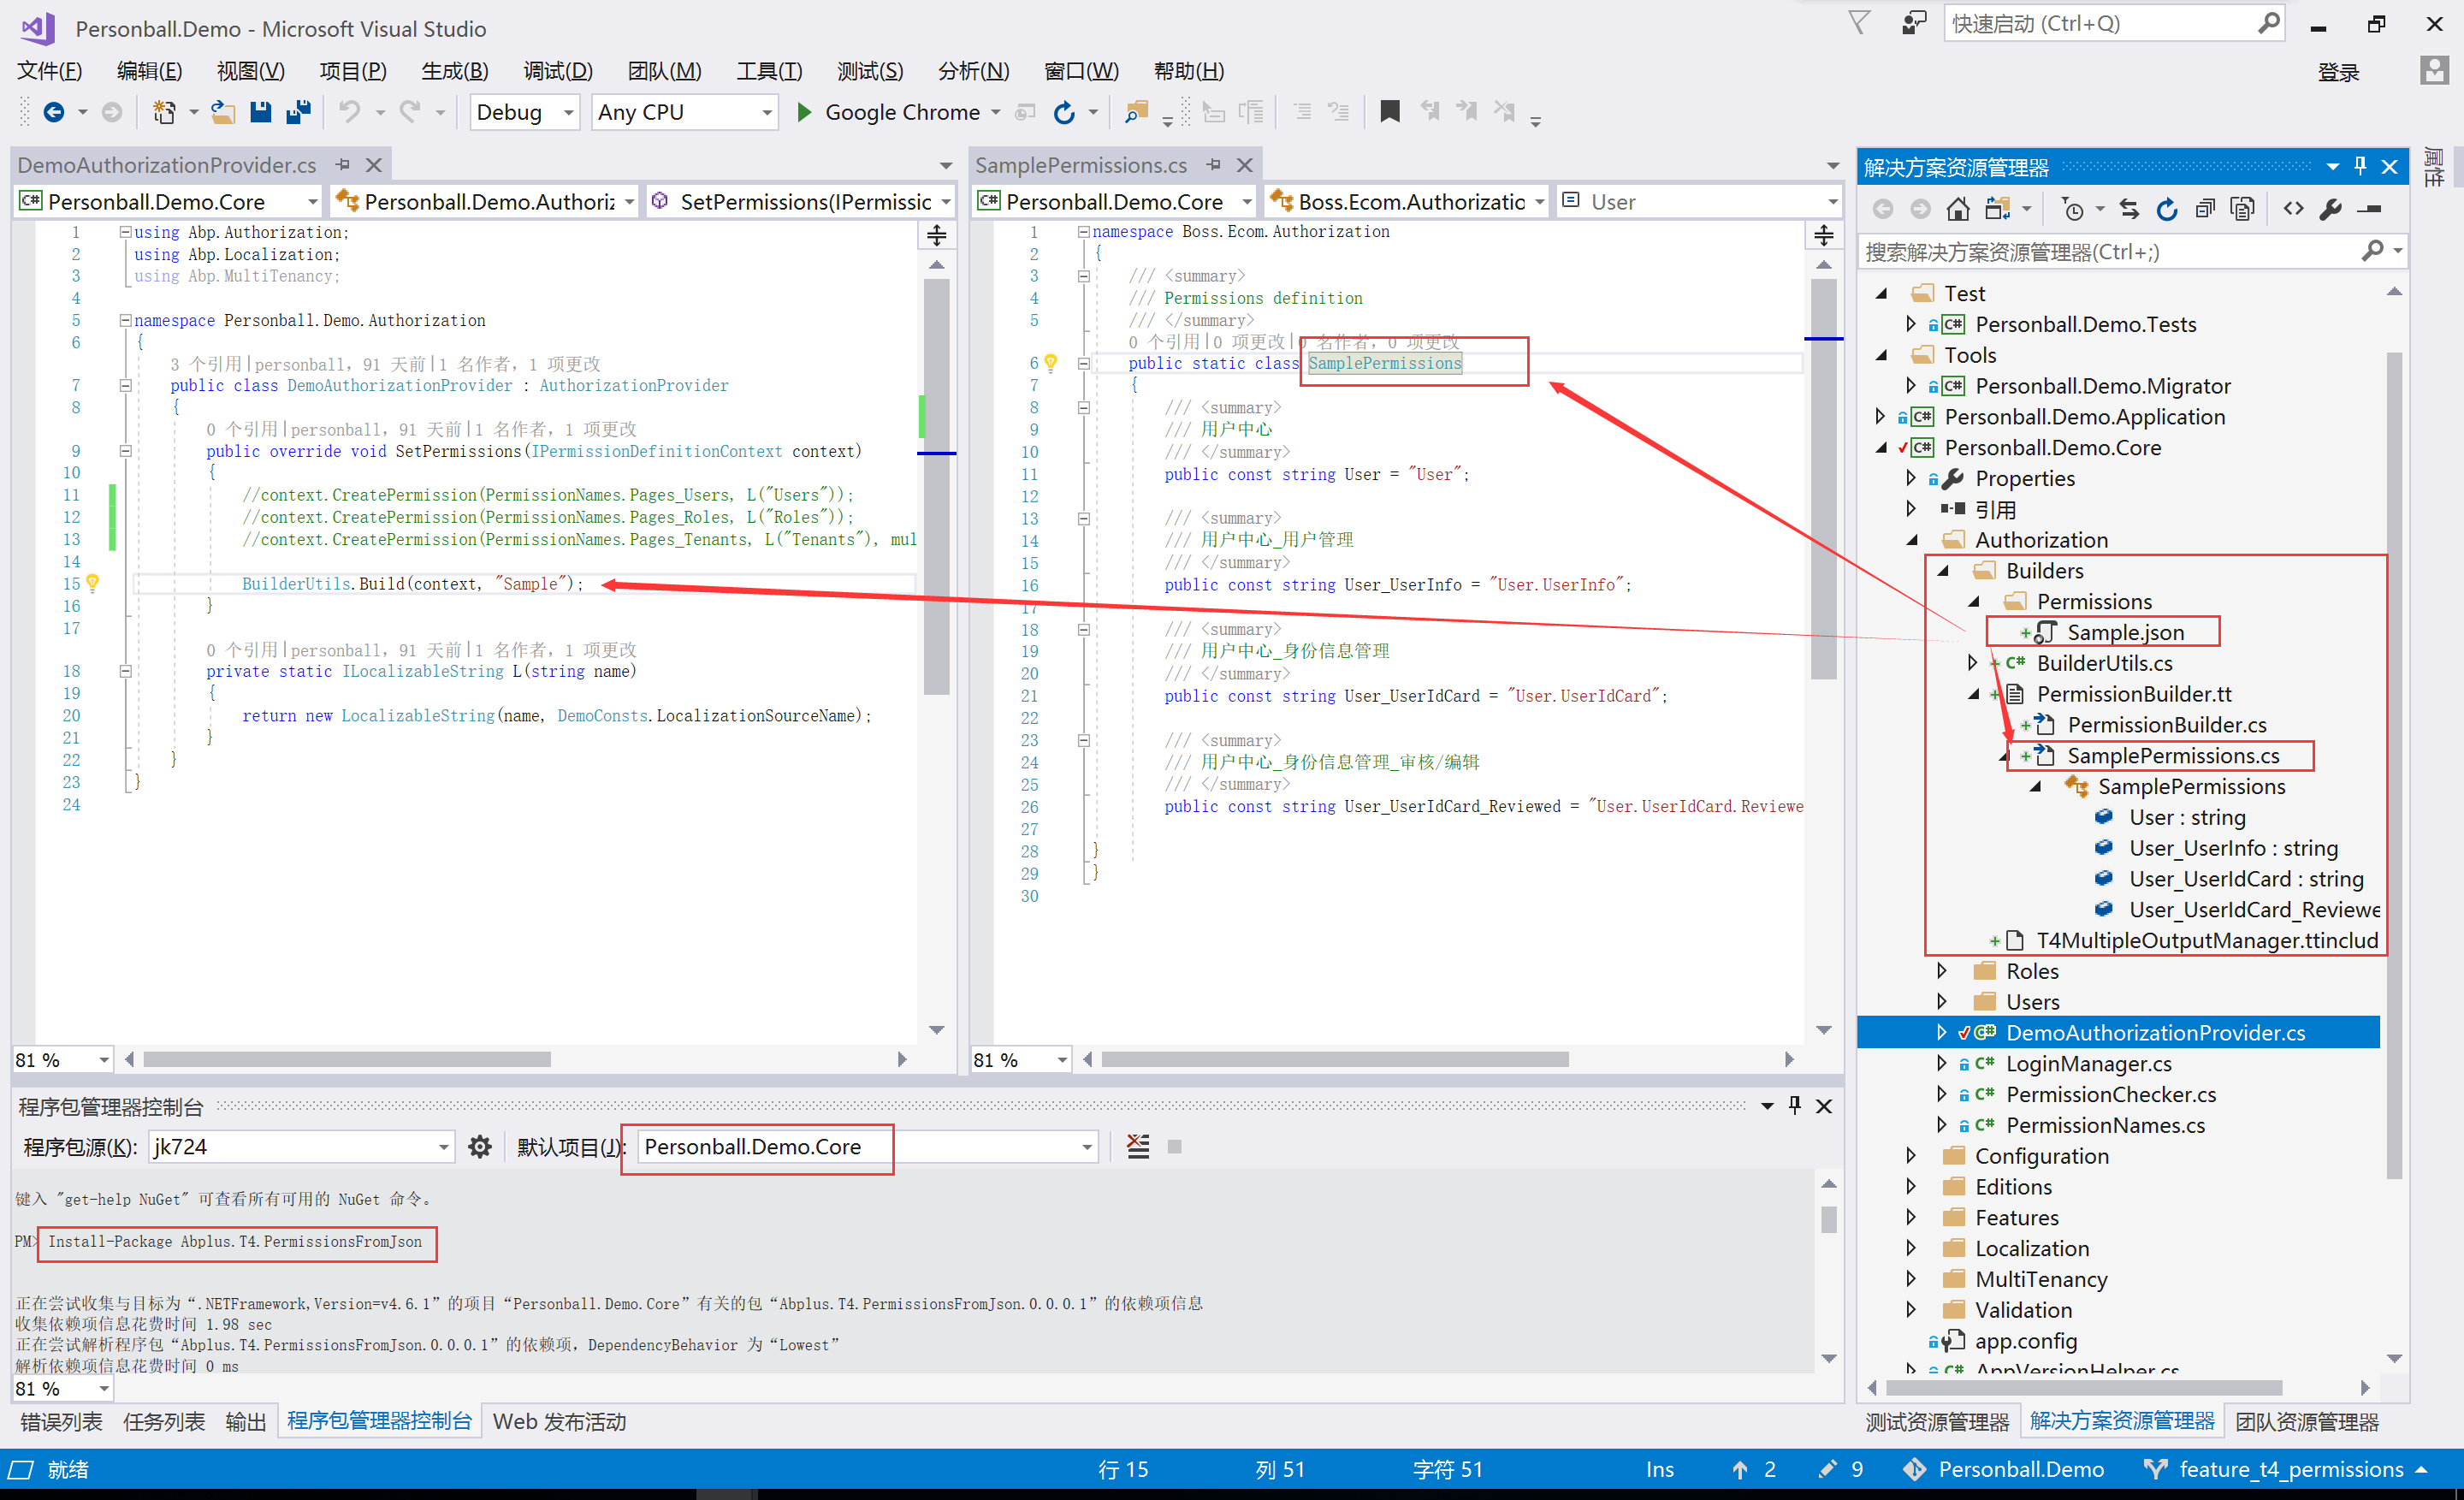 Personball.Demo - Microsoft Visual Studio
快速启动 (Ctrl+Q)
文件(F) 编辑(E) 视图(V) 项目(P) 生成(B) 调试(D) 团队(M) 工具(T) 测试(S) 分析(N) 窗口(W) 帮助(H)
登录
Debug Any CPU Google Chrome
DemoAuthorizationProvider.cs
Personball.Demo.Core Personball.Demo.Authoriz SetPermissions(IPermissic
1 using Abp.Authorization;
2 using Abp.Localization;
3 using Abp.MultiTenancy;
4
5 namespace Personball.Demo.Authorization
6 {
3 个引用|personball，91 天前|1 名作者，1 项更改
7 public class DemoAuthorizationProvider : AuthorizationProvider
8 {
0 个引用|personball，91 天前|1 名作者，1 项更改
9 public override void SetPermissions(IPermissionDefinitionContext context)
10 {
11 //context.CreatePermission(PermissionNames.Pages_Users, L("Users"));
12 //context.CreatePermission(PermissionNames.Pages_Roles, L("Roles"));
13 //context.CreatePermission(PermissionNames.Pages_Tenants, L("Tenants"), mul
14
15 BuilderUtils.Build(context, "Sample");
16 }
17
0 个引用|personball，91 天前|1 名作者，1 项更改
18 private static ILocalizableString L(string name)
19 {
20 return new LocalizableString(name, DemoConsts.LocalizationSourceName);
21 }
22 }
23 }
24
81 %
SamplePermissions.cs
Personball.Demo.Core Boss.Ecom.Authorizatio User
1 namespace Boss.Ecom.Authorization
2 {
3 /// <summary>
4 /// Permissions definition
5 /// </summary>
0 个引用|0 项更改|0 名作者，0 项更改
6 public static class SamplePermissions
7 {
8 /// <summary>
9 /// 用户中心
10 /// </summary>
11 public const string User = "User";
12
13 /// <summary>
14 /// 用户中心_用户管理
15 /// </summary>
16 public const string User_UserInfo = "User.UserInfo";
17
18 /// <summary>
19 /// 用户中心_身份信息管理
20 /// </summary>
21 public const string User_UserIdCard = "User.UserIdCard";
22
23 /// <summary>
24 /// 用户中心_身份信息管理_审核/编辑
25 /// </summary>
26 public const string User_UserIdCard_Reviewed = "User.UserIdCard.Reviewe
27
28 }
29 }
30
81 %
解决方案资源管理器
属性
搜索解决方案资源管理器(Ctrl+;)
Test
Personball.Demo.Tests
Tools
Personball.Demo.Migrator
Personball.Demo.Application
Personball.Demo.Core
Properties
引用
Authorization
Builders
Permissions
Sample.json
BuilderUtils.cs
PermissionBuilder.tt
PermissionBuilder.cs
SamplePermissions.cs
SamplePermissions
User : string
User_UserInfo : string
User_UserIdCard : string
User_UserIdCard_Reviewe
T4MultipleOutputManager.ttinclud
Roles
Users
DemoAuthorizationProvider.cs
LoginManager.cs
PermissionChecker.cs
PermissionNames.cs
Configuration
Editions
Features
Localization
MultiTenancy
Validation
app.config
AppVersionHelper.cs
测试资源管理器 解决方案资源管理器 团队资源管理器
程序包管理器控制台
程序包源(K): jk724 默认项目(J): Personball.Demo.Core
键入 "get-help NuGet" 可查看所有可用的 NuGet 命令。
PM> Install-Package Abplus.T4.PermissionsFromJson
正在尝试收集与目标为“.NETFramework,Version=v4.6.1”的项目“Personball.Demo.Core”有关的包“Abplus.T4.PermissionsFromJson.0.0.0.1”的依赖项信息
收集依赖项信息花费时间 1.98 sec
正在尝试解析程序包“Abplus.T4.PermissionsFromJson.0.0.0.1”的依赖项，DependencyBehavior 为“Lowest”
解析依赖项信息花费时间 0 ms
81 %
错误列表 任务列表 输出 程序包管理器控制台 Web 发布活动
就绪 行 15 列 51 字符 51 Ins 2 9 Personball.Demo feature_t4_permissions